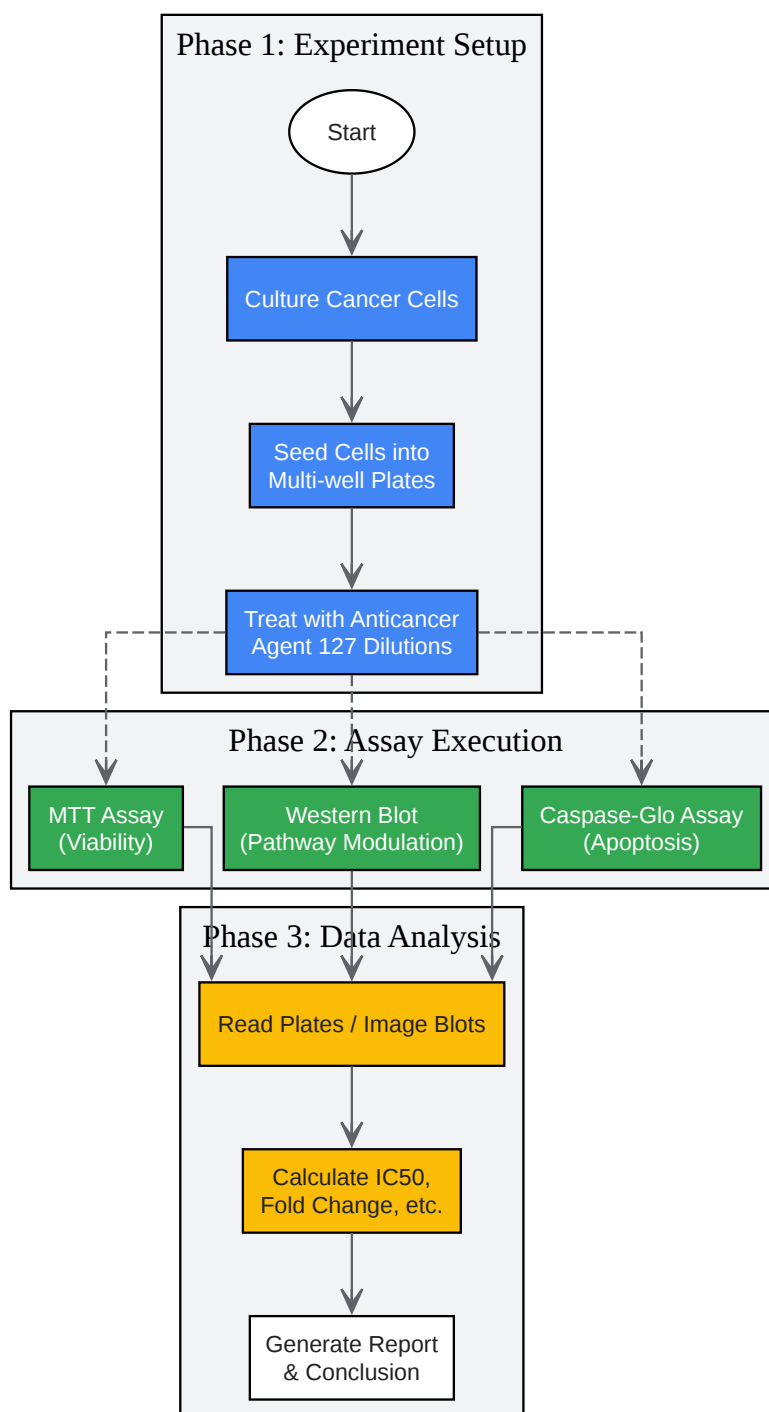 Phase 1: Experiment Setup
Start
Culture Cancer Cells
Seed Cells into
Multi-well Plates
Treat with Anticancer
Agent 127 Dilutions
Phase 2: Assay Execution
MTT Assay
(Viability)
Western Blot
(Pathway Modulation)
Caspase-Glo Assay
(Apoptosis)
Phase 3: Data Analysis
Read Plates / Image Blots
Calculate IC50,
Fold Change, etc.
Generate Report
& Conclusion